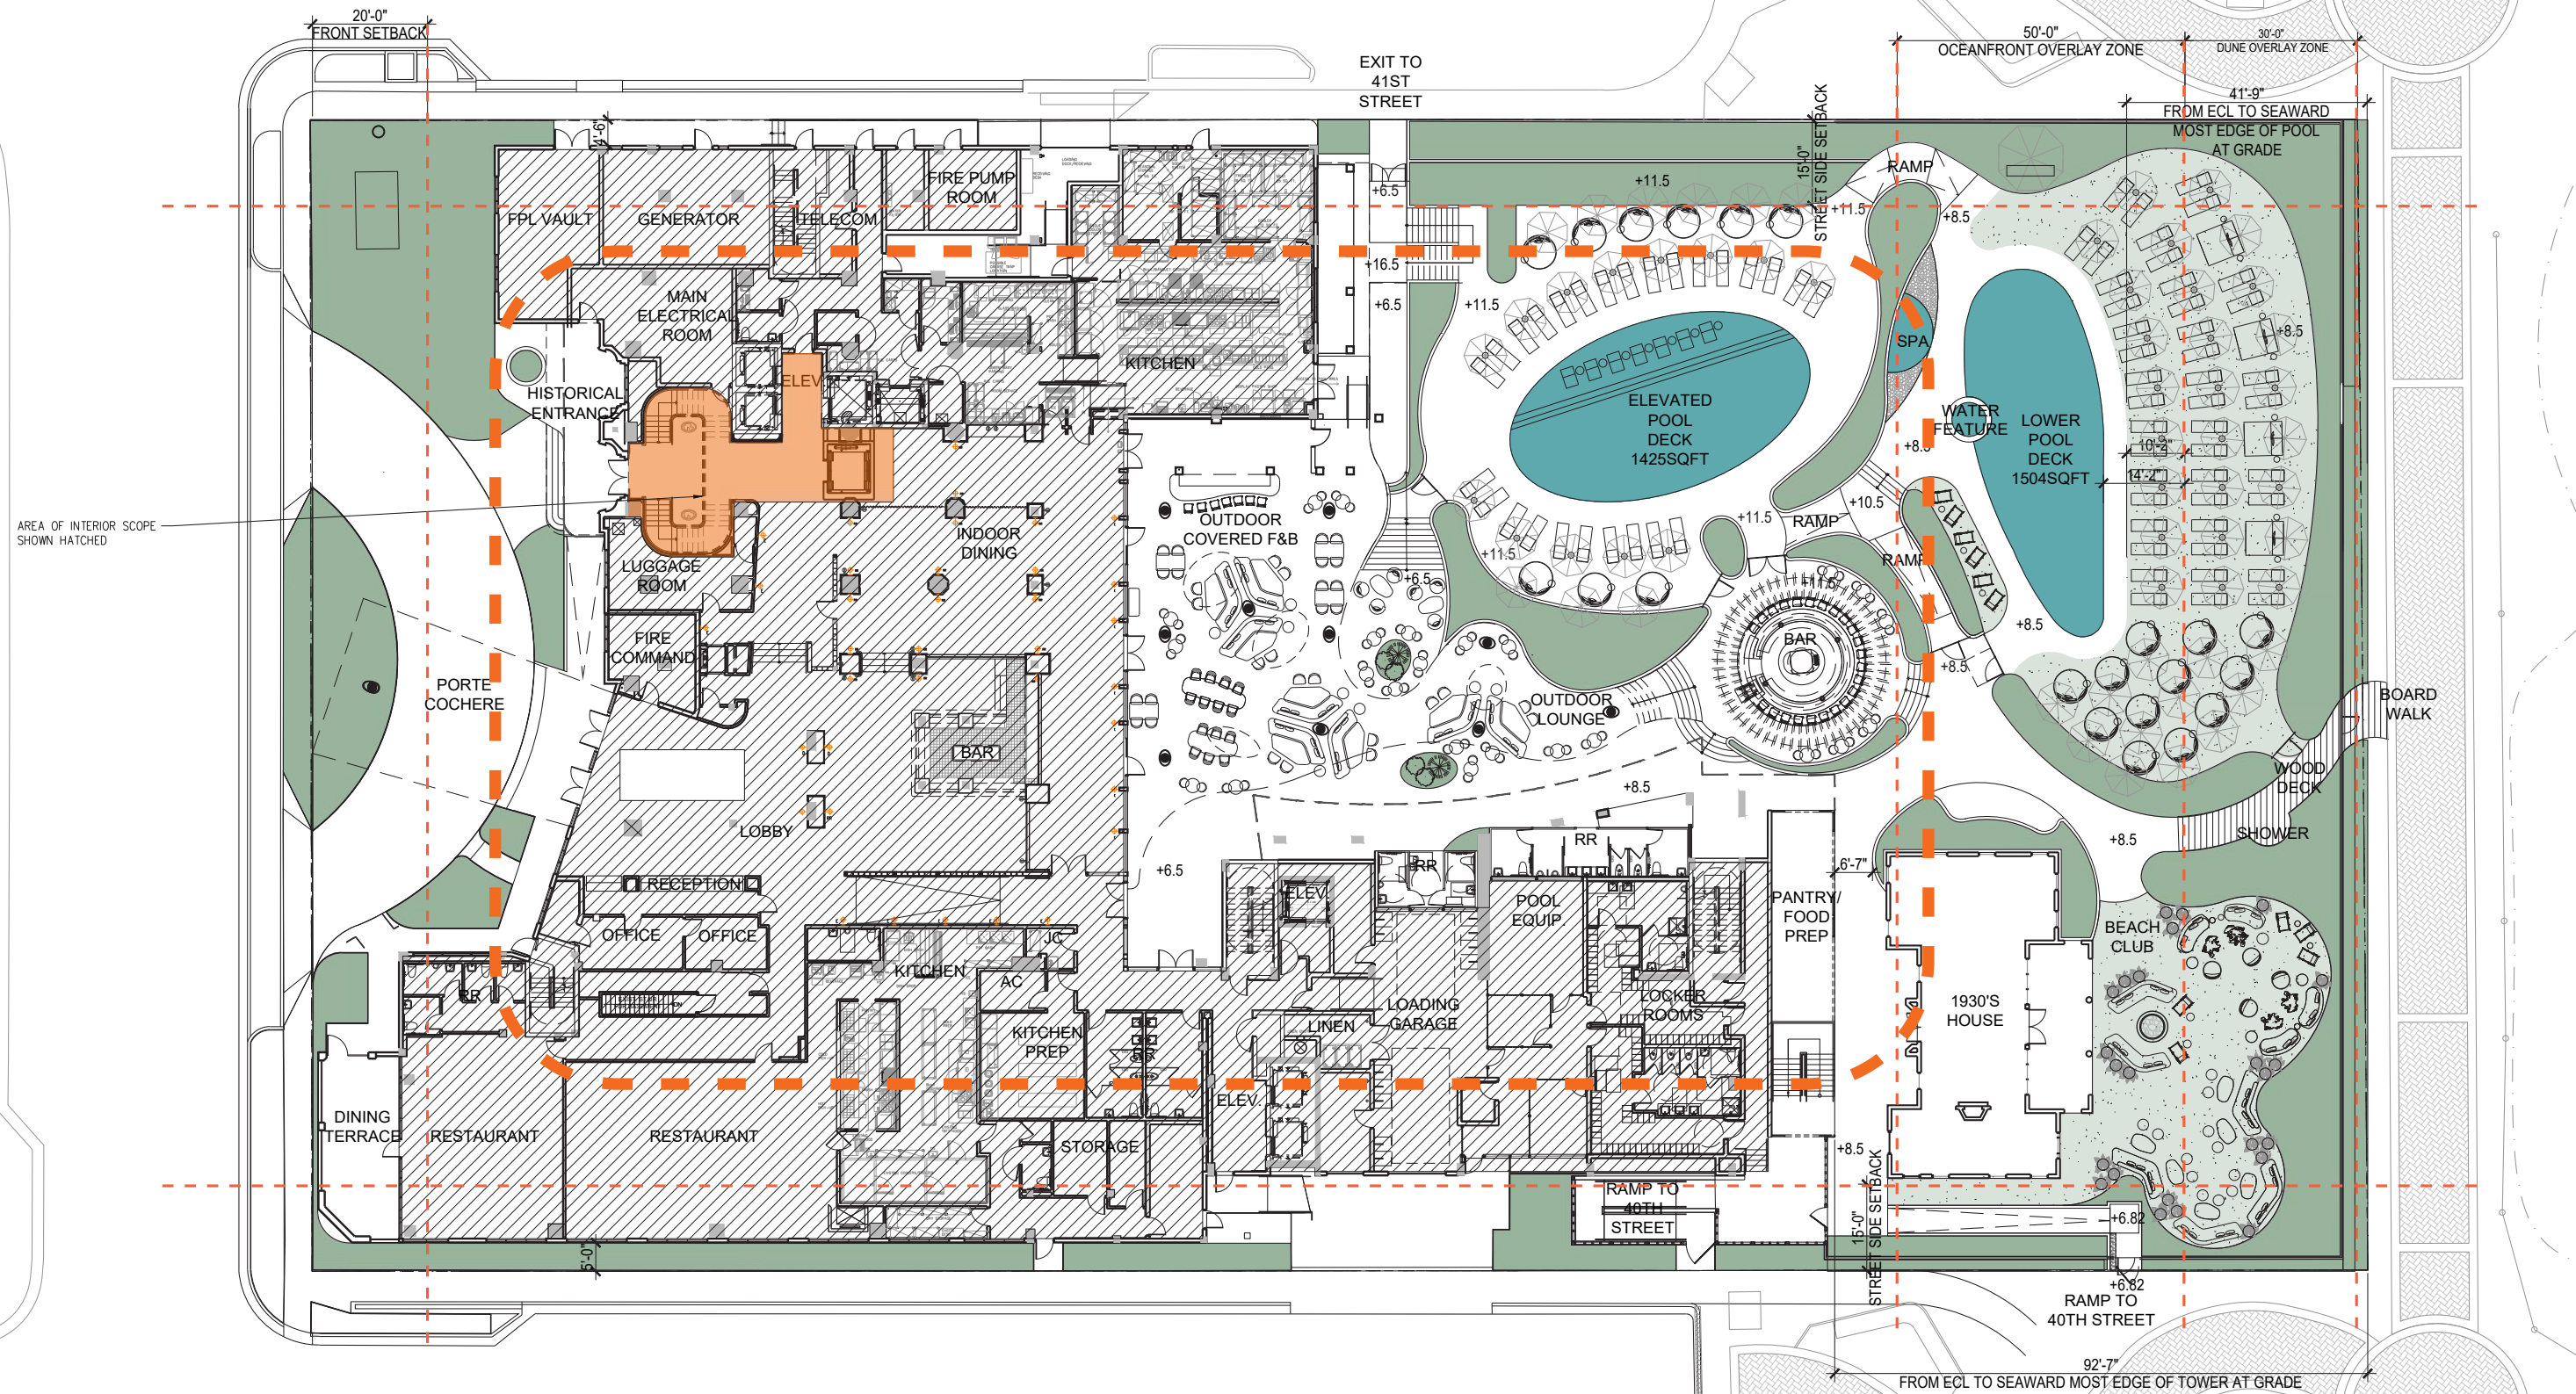 20'-0"
FRONT SETBACK
EXIT TO
41ST
STREET
50'-0"
OCEANFRONT OVERLAY ZONE
30'-0"
DUNE OVERLAY ZONE
41'-9"
FROM ECL TO SEAWARD
MOST EDGE OF POOL
AT GRADE
4'-6"
15'-0"
STREET SIDE SETBACK
FPL VAULT
GENERATOR
TELECOM
FIRE PUMP
ROOM
+6.5
+11.5
RAMP
+11.5
+8.5
+16.5
+6.5
+11.5
MAIN
ELECTRICAL
ROOM
KITCHEN
ELEV.
HISTORICAL
ENTRANCE
SPA
+8.5
ELEVATED
POOL
DECK
1425SQFT
WATER
FEATURE
LOWER
POOL
DECK
1504SQFT
+8.5
10'-2"
14'-2"
AREA OF INTERIOR SCOPE
SHOWN HATCHED
INDOOR
DINING
OUTDOOR
COVERED F&B
+11.5
+11.5
RAMP
+10.5
RAMP
LUGGAGE
ROOM
+6.5
+11.5
FIRE
COMMAND
BAR
+8.5
+8.5
PORTE
COCHERE
OUTDOOR
LOUNGE
BOARD
WALK
BAR
+8.5
WOOD
DECK
LOBBY
SHOWER
+8.5
RR
RR
+6.5
6'-7"
RECEPTION
ELEV.
POOL
EQUIP.
PANTRY/
FOOD
PREP
OFFICE
OFFICE
JC
BEACH
CLUB
KITCHEN
AC
RR
LOADING
GARAGE
LOCKER
ROOMS
1930'S
HOUSE
LINEN
KITCHEN
PREP
RR
ELEV.
DINING
TERRACE
RESTAURANT
RESTAURANT
STORAGE
+8.5
RAMP TO
40TH
STREET
15'-0"
STREET SIDE SETBACK
+6.82
5'-0"
+6.82
RAMP TO
40TH STREET
92'-7"
FROM ECL TO SEAWARD MOST EDGE OF TOWER AT GRADE